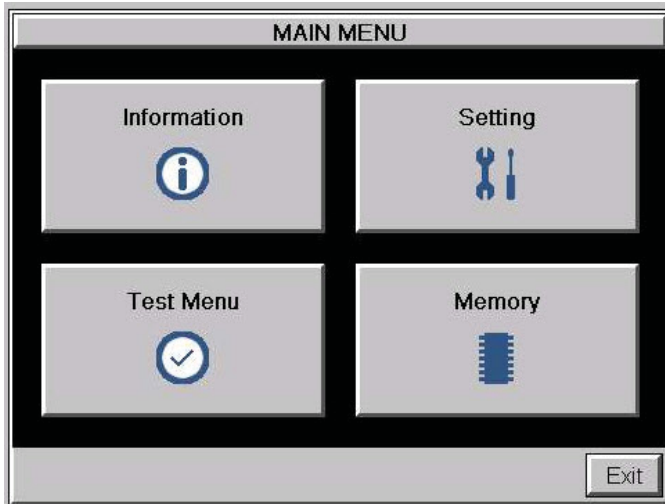 MAIN MENU
Information
Setting
Test Menu
Memory
Exit